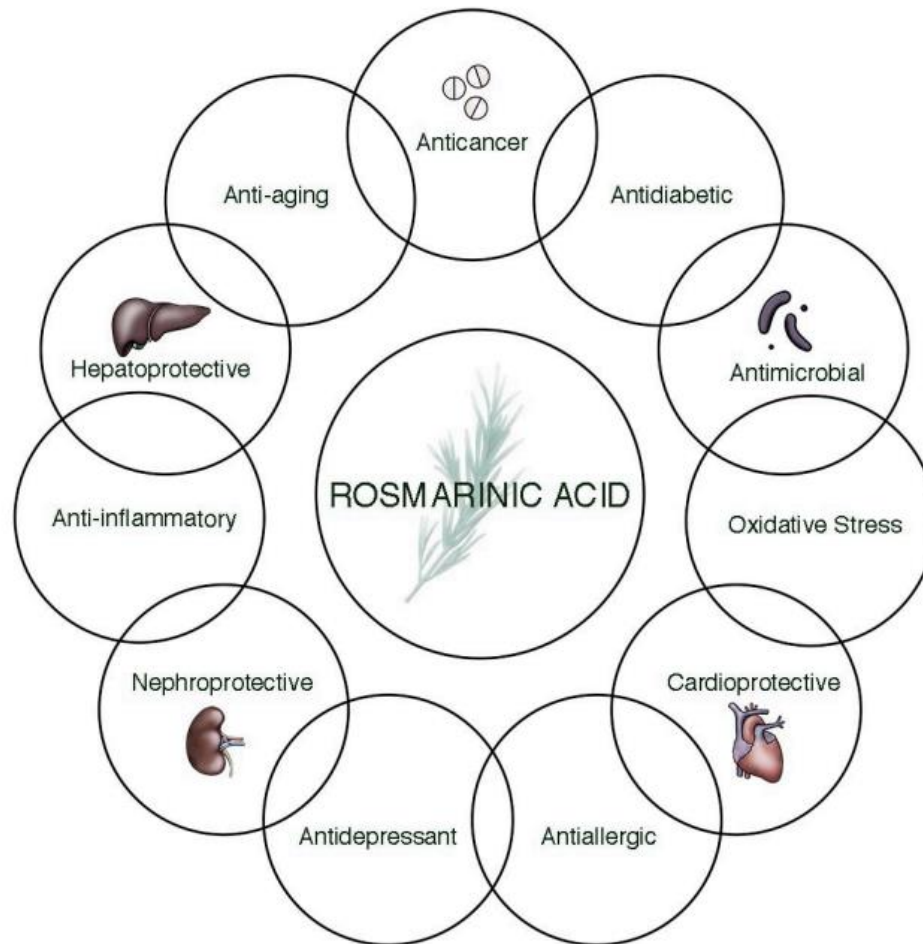 Anticancer
Anti-aging
Antidiabetic
Hepatoprotective
Antimicrobial
ROSMARINIC ACID
Anti-inflammatory
Oxidative Stress
Nephroprotective
Cardioprotective
Antidepressant
Antiallergic